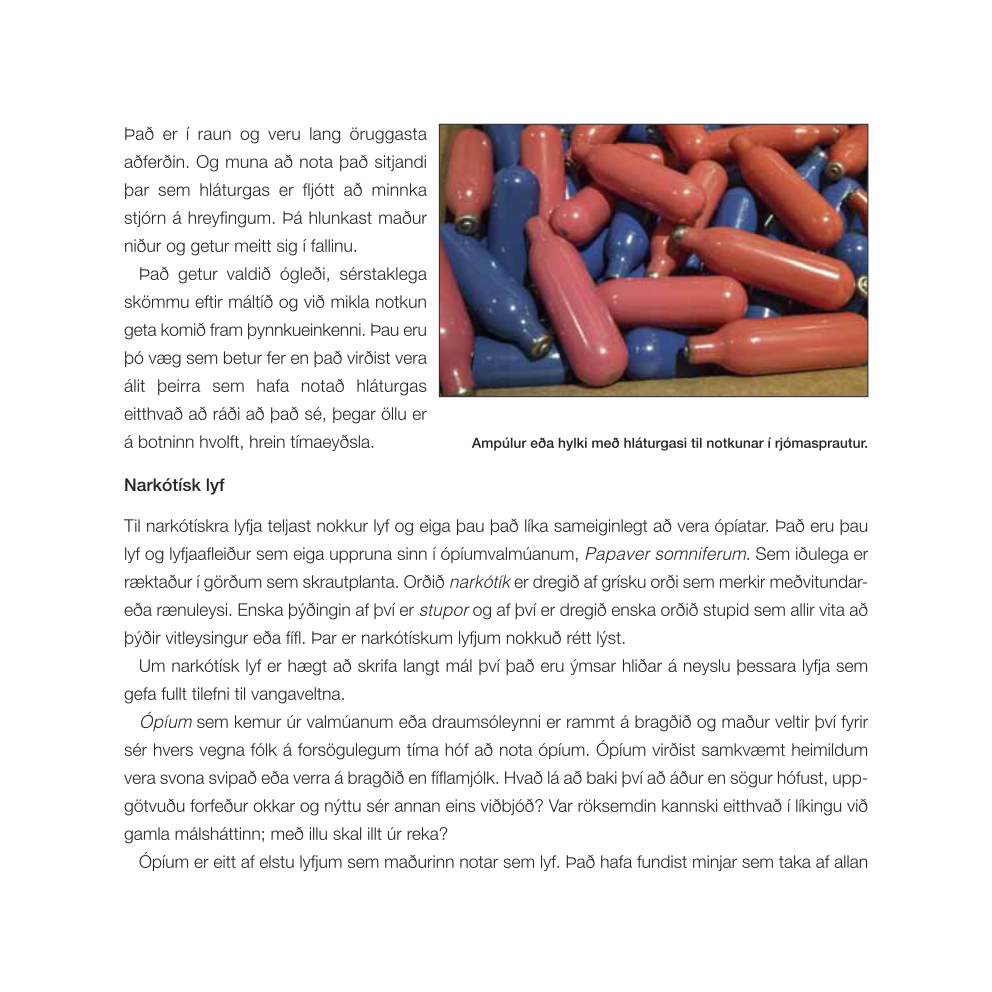 Það er í raun og veru lang öruggasta
aðferðin. Og muna að nota það sitjandi
þar sem hláturgas er fljótt að minnka
stjórn á hreyfingum. Þá hlunkast maður
niður og getur meitt sig í fallinu.
Það getur valdið ógleði, sérstaklega
skömmu eftir máltíð og við mikla notkun
geta komið fram þynnkueinkenni. Þau eru
þó væg sem betur fer en það virðist vera
álit þeirra sem hafa notað hláturgas
eitthvað að ráði að það sé, þegar öllu er
á botninn hvolft, hrein tímaeyðsla.
Ampúlur eða hylki með hláturgasi til notkunar í rjómasprautur.
Narkótísk lyf
Til narkótískra lyfja teljast nokkur lyf og eiga þau það líka sameiginlegt að vera ópíatar. Það eru þau
lyf og lyfjaafleiður sem eiga uppruna sinn í ópíumvalmúanum, Papaver somniferum. Sem iðulega er
ræktaður í görðum sem skrautplanta. Orðið narkótík er dregið af grísku orði sem merkir meðvitundar-
eða rænuleysi. Enska þýðingin af því er stupor og af því er dregið enska orðið stupid sem allir vita að
þýðir vitleysingur eða fífl. Þar er narkótískum lyfjum nokkuð rétt lýst.
Um narkótísk lyf er hægt að skrifa langt mál því það eru ýmsar hliðar á neyslu þessara lyfja sem
gefa fullt tilefni til vangaveltna.
Ópíum sem kemur úr valmúanum eða draumsóleynni er rammt á bragðið og maður veltir því fyrir
sér hvers vegna fólk á forsögulegum tíma hóf að nota ópíum. Ópíum virðist samkvæmt heimildum
vera svona svipað eða verra á bragðið en fíflamjólk. Hvað lá að baki því að áður en sögur hófust, upp-
götvuðu forfeður okkar og nýttu sér annan eins viðbjóð? Var röksemdin kannski eitthvað í líkingu við
gamla málsháttinn; með illu skal illt úr reka?
Ópíum er eitt af elstu lyfjum sem maðurinn notar sem lyf. Það hafa fundist minjar sem taka af allan